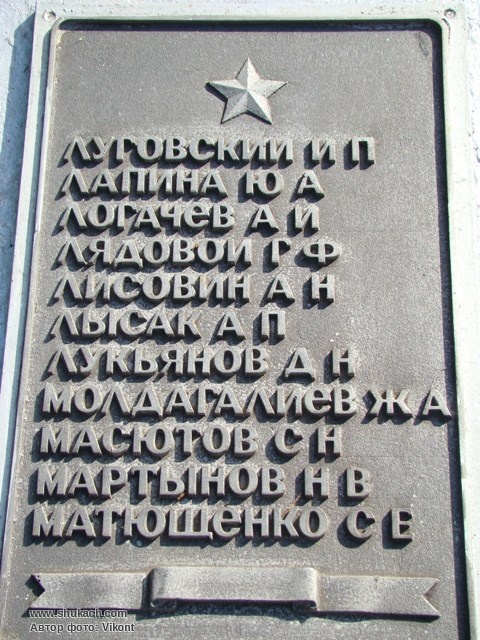 ЛУГОВСКИЙ И П
ЛАПИНА Ю А
ЛОГАЧЕВ А И
ЛЯДОВОЙ Г Ф
ЛИСОВИН А Н
ЛЫСАК А П
ЛУКЬЯНОВ Д Н
МОЛДАГАЛИЕВ Ж А
МАСЮТОВ С Н
МАРТЫНОВ Н В
МАТЮЩЕНКО С Е
www.shukach.com
Автор фото: Vikont